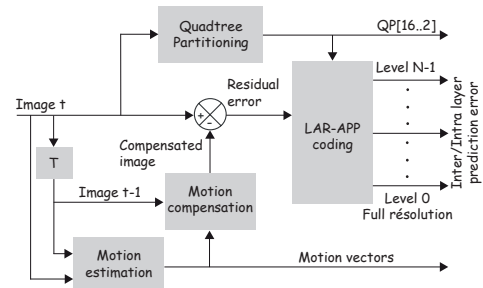 Quadtree
Partitioning
QP[16..2]
Level N-1
Residual
error
Image t
+
-
LAR-APP
coding
Inter/Intra layer
prediction error
Compensated
image
T
Image t-1
Motion
compensation
Level 0
Full résolution
Motion
estimation
Motion vectors